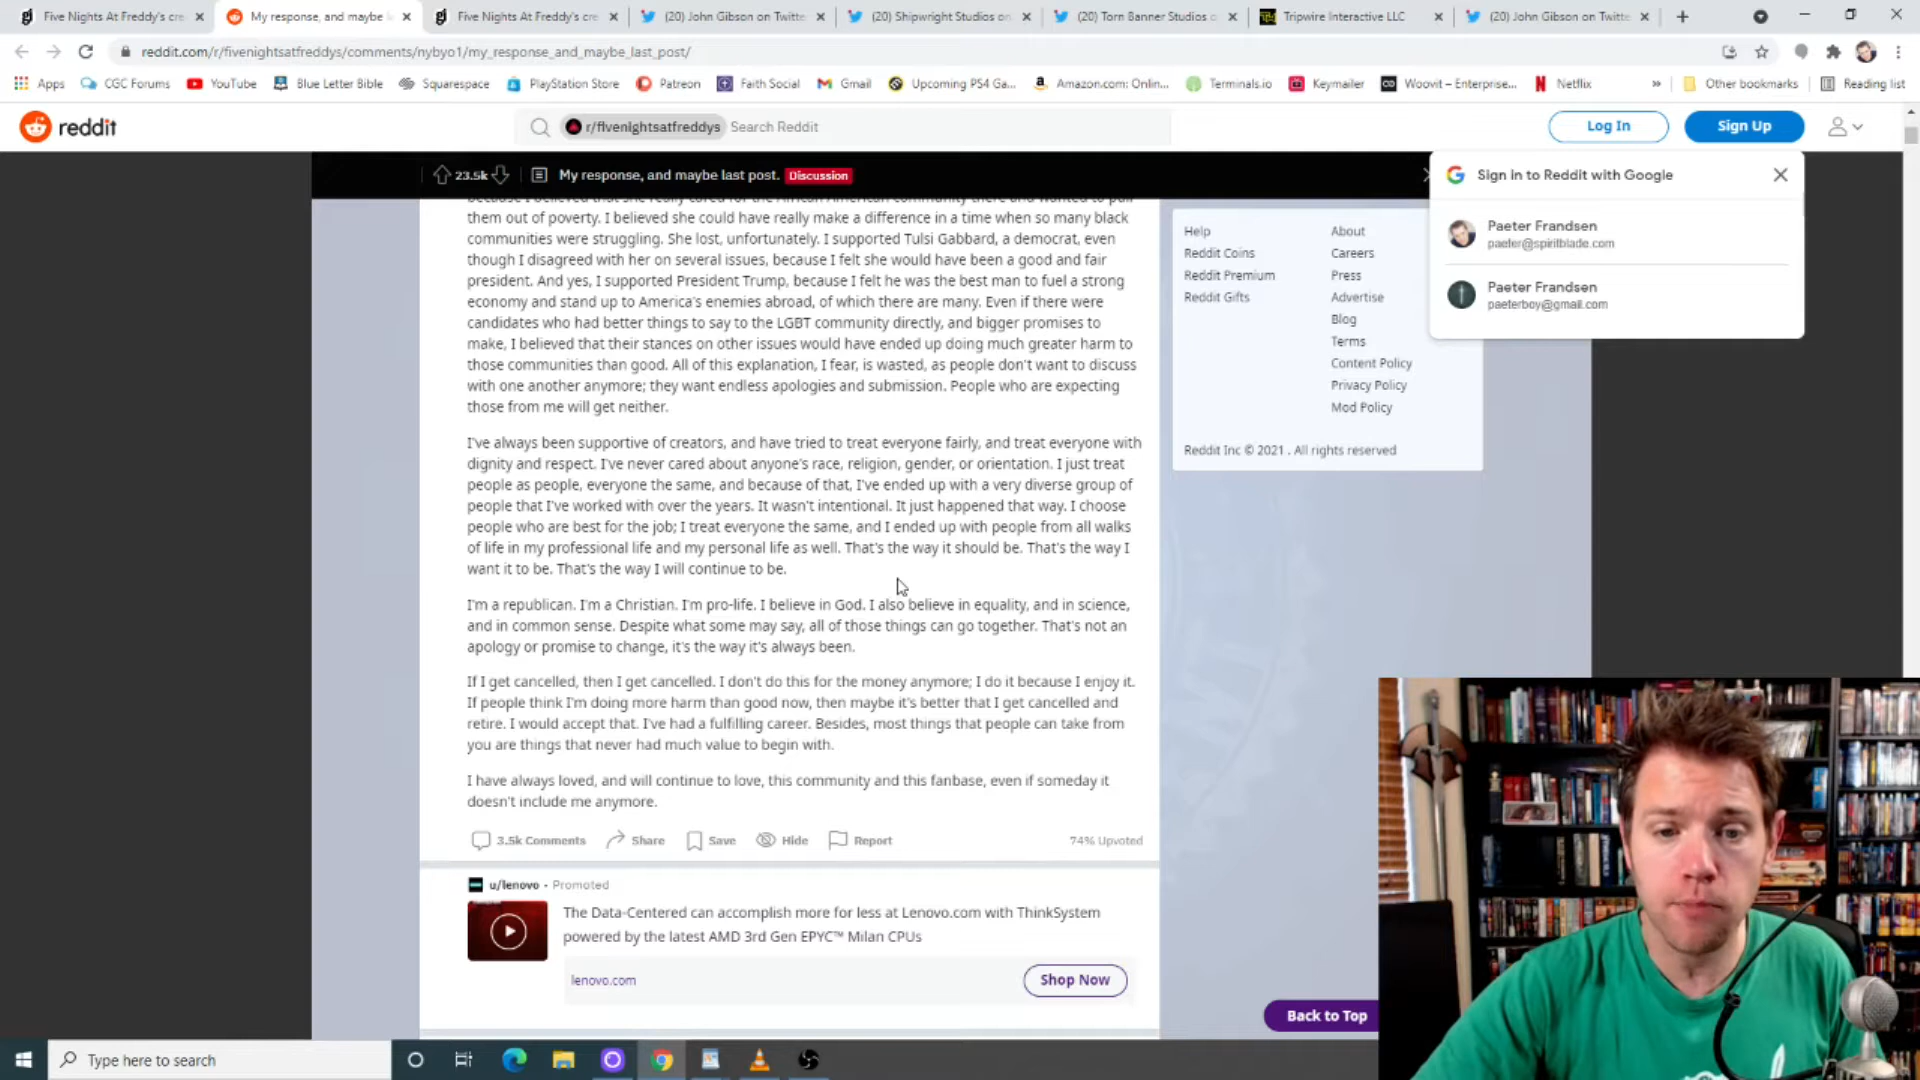 Five Nights At Freddy's cre
My response, and maybe l
Five Nights At Freddy's cre
(20) John Gibson on Twitte
(20) Shipwright Studios on
(20) Torn Banner Studios o
Tripwire Interactive LLC
(20) John Gibson on Twitte
reddit.com/r/fivenightsatfreddys/comments/nybyo1/my_response_and_maybe_last_post/
Apps
CGC Forums
YouTube
Blue Letter Bible
Squarespace
PlayStation Store
Patreon
Faith Social
Gmail
Upcoming PS4 Ga...
Amazon.com: Onlin...
Terminals.io
Keymailer
Woovit – Enterprise...
Netflix
»
Other bookmarks
Reading list
reddit
r/fivenightsatfreddys
Search Reddit
Log In
Sign Up
23.5k
My response, and maybe last post.
Discussion
Sign in to Reddit with Google
Paeter Frandsen
paeter@spiritblade.com
Paeter Frandsen
paeterboy@gmail.com
because I believed that she really cared for the African American community there and wanted to pull
them out of poverty. I believed she could have really make a difference in a time when so many black
communities were struggling. She lost, unfortunately. I supported Tulsi Gabbard, a democrat, even
though I disagreed with her on several issues, because I felt she would have been a good and fair
president. And yes, I supported President Trump, because I felt he was the best man to fuel a strong
economy and stand up to America's enemies abroad, of which there are many. Even if there were
candidates who had better things to say to the LGBT community directly, and bigger promises to
make, I believed that their stances on other issues would have ended up doing much greater harm to
those communities than good. All of this explanation, I fear, is wasted, as people don't want to discuss
with one another anymore; they want endless apologies and submission. People who are expecting
those from me will get neither.
I've always been supportive of creators, and have tried to treat everyone fairly, and treat everyone with
dignity and respect. I've never cared about anyone's race, religion, gender, or orientation. I just treat
people as people, everyone the same, and because of that, I've ended up with a very diverse group of
people that I've worked with over the years. It wasn't intentional. It just happened that way. I choose
people who are best for the job; I treat everyone the same, and I ended up with people from all walks
of life in my professional life and my personal life as well. That's the way it should be. That's the way I
want it to be. That's the way I will continue to be.
I'm a republican. I'm a Christian. I'm pro-life. I believe in God. I also believe in equality, and in science,
and in common sense. Despite what some may say, all of those things can go together. That's not an
apology or promise to change, it's the way it's always been.
If I get cancelled, then I get cancelled. I don't do this for the money anymore; I do it because I enjoy it.
If people think I'm doing more harm than good now, then maybe it's better that I get cancelled and
retire. I would accept that. I've had a fulfilling career. Besides, most things that people can take from
you are things that never had much value to begin with.
I have always loved, and will continue to love, this community and this fanbase, even if someday it
doesn't include me anymore.
3.5k Comments
Share
Save
Hide
Report
74% Upvoted
Help
About
Reddit Coins
Careers
Reddit Premium
Press
Reddit Gifts
Advertise
Blog
Terms
Content Policy
Privacy Policy
Mod Policy
Reddit Inc © 2021 . All rights reserved
u/lenovo • Promoted
The Data-Centered can accomplish more for less at Lenovo.com with ThinkSystem
powered by the latest AMD 3rd Gen EPYC™ Milan CPUs
lenovo.com
Shop Now
Back to Top
Type here to search